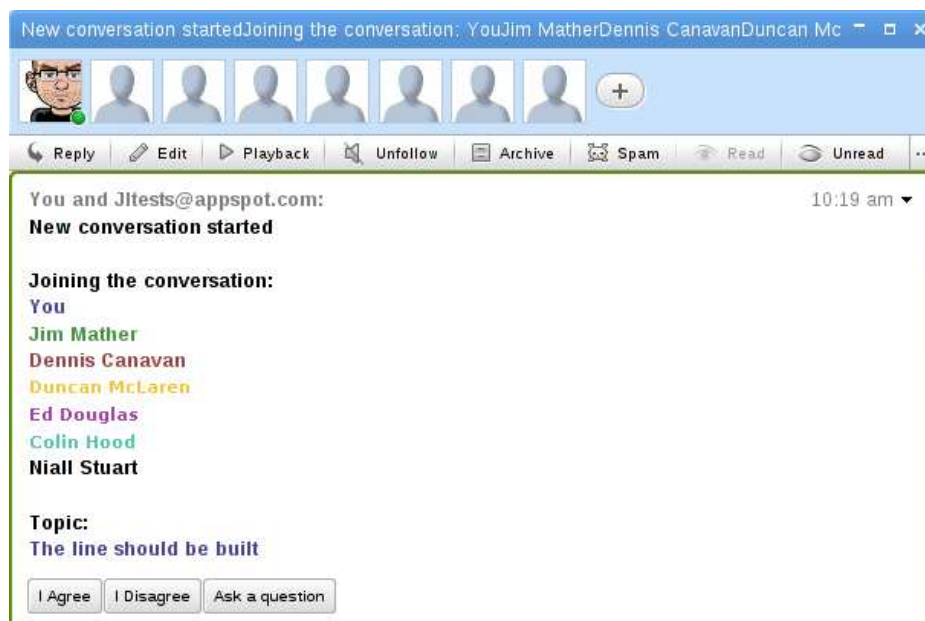 New conversation startedJoining the conversation: YouJim MatherDennis CanavanDuncan Mc
Reply Edit Playback Unfollow Archive Spam Read Unread ..
You and Jltests@appspot.com: 10:19 am
New conversation started
Joining the conversation:
You
Jim Mather
Dennis Canavan
Duncan McLaren
Ed Douglas
Colin Hood
Niall Stuart
Topic:
The line should be built
I Agree I Disagree Ask a question